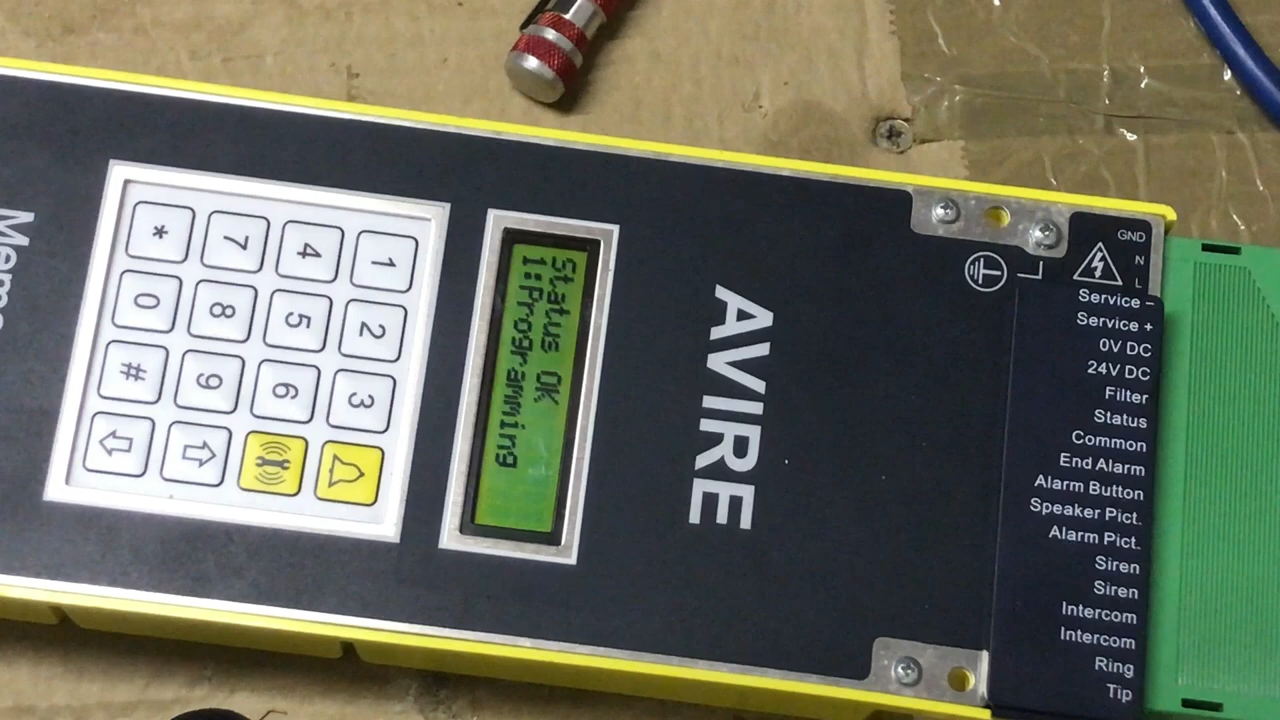 AVIRE
Status OK
1:Programming
1
2
3
4
5
6
7
8
9
*
0
#
GND
N
L
Service –
Service +
0V DC
24V DC
Filter
Status
Common
End Alarm
Alarm Button
Speaker Pict.
Alarm Pict.
Siren
Siren
Intercom
Intercom
Ring
Tip